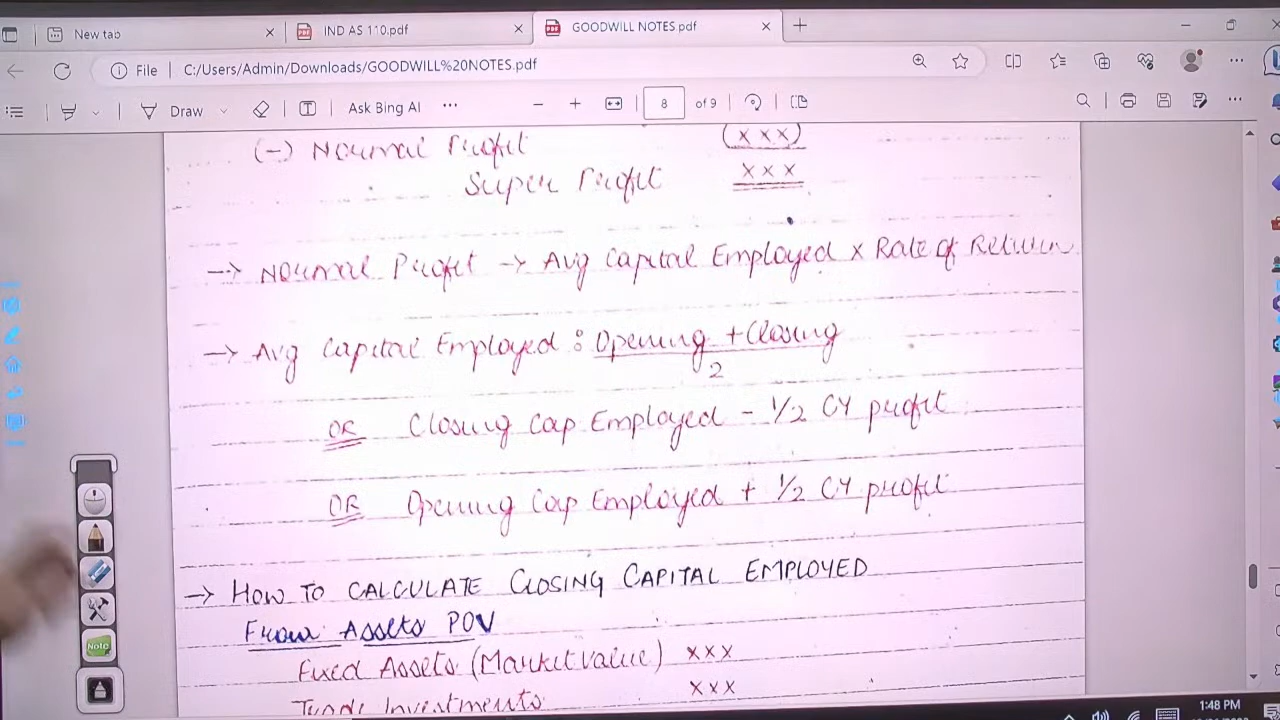 New tab
IND AS 110.pdf
GOODWILL NOTES.pdf
File | C:/Users/Admin/Downloads/GOODWILL%20NOTES.pdf
Draw
Ask Bing AI
8 of 9
(-) Normal Profit (xxx)
Super Profit xxx
→ Normal Profit → Avg Capital Employed x Rate of Return
→ Avg Capital Employed : Opening + Closing
2
OR Closing Cap Employed - 1/2 CY profit
OR Opening Cap Employed + 1/2 CY profit
→ HOW TO CALCULATE CLOSING CAPITAL EMPLOYED
From Assets POV
Fixed Assets (Market value) xxx
Trade Investments xxx
Note
1:48 PM